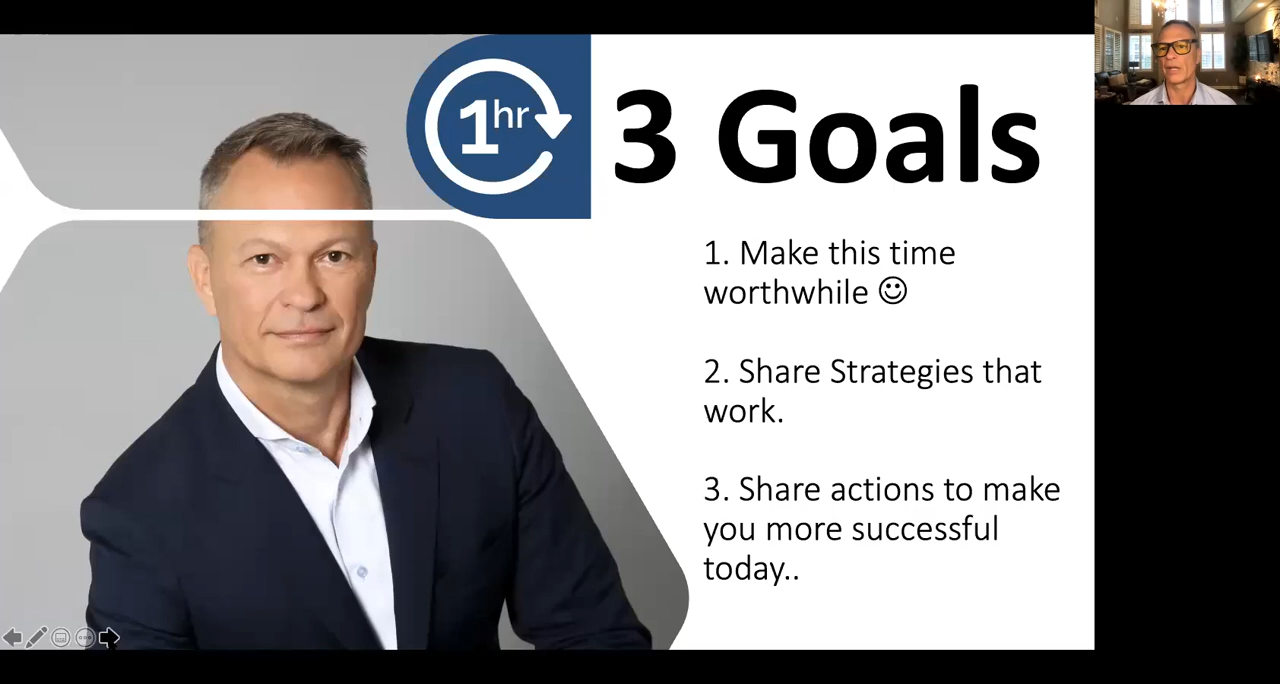 1hr
3 Goals
1. Make this time
worthwhile ☺
2. Share Strategies that
work.
3. Share actions to make
you more successful
today..